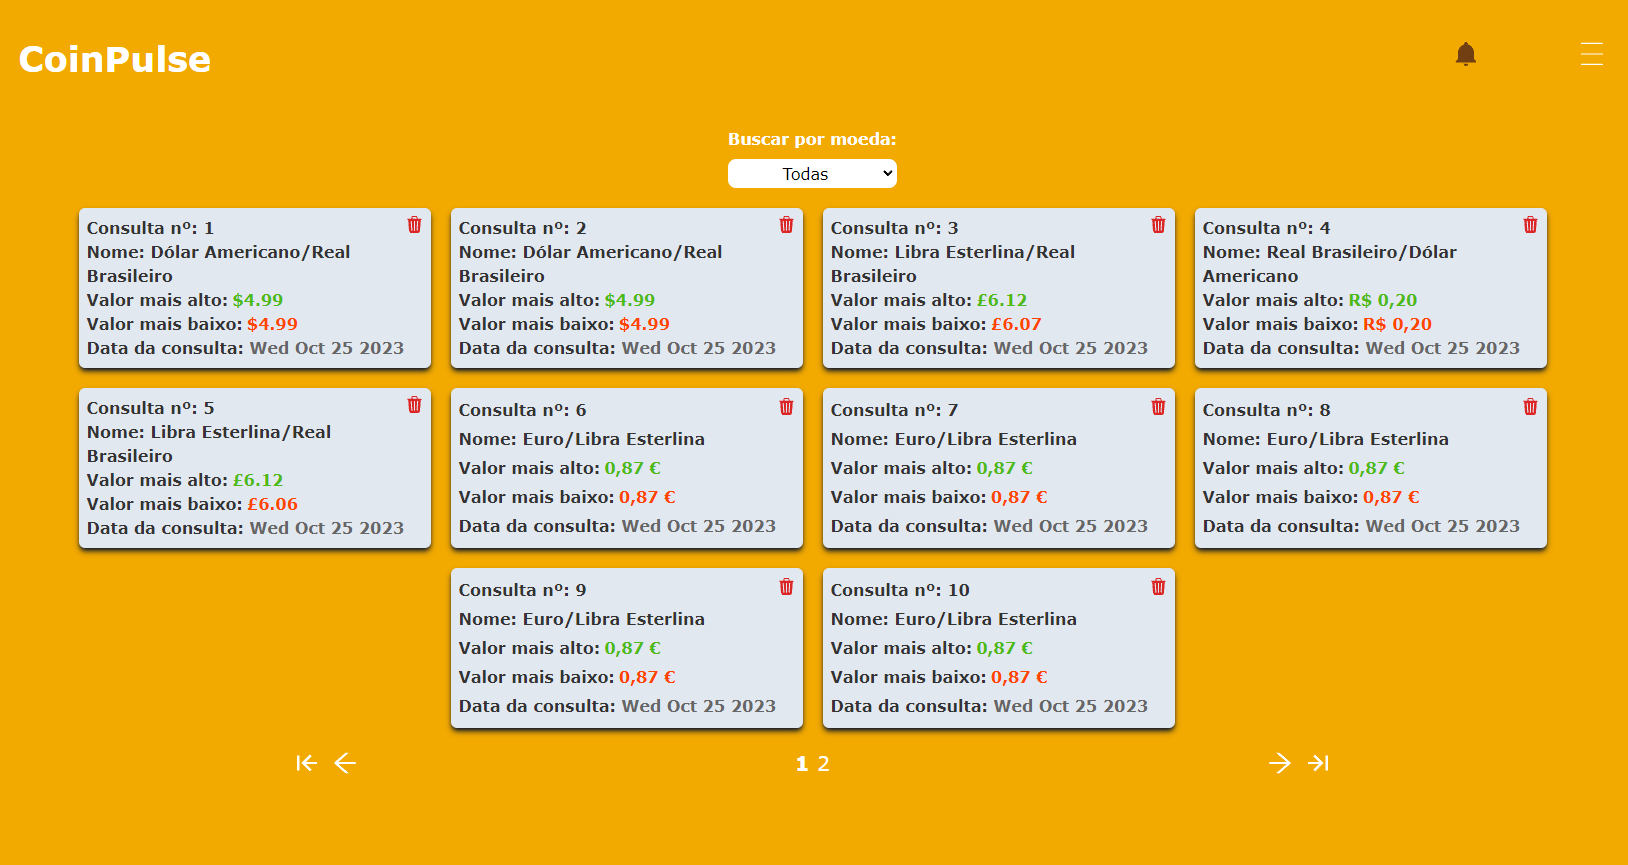 CoinPulse
Buscar por moeda:
Todas
Consulta nº: 1
Nome: Dólar Americano/Real
Brasileiro
Valor mais alto: $4.99
Valor mais baixo: $4.99
Data da consulta: Wed Oct 25 2023
Consulta nº: 2
Nome: Dólar Americano/Real
Brasileiro
Valor mais alto: $4.99
Valor mais baixo: $4.99
Data da consulta: Wed Oct 25 2023
Consulta nº: 3
Nome: Libra Esterlina/Real
Brasileiro
Valor mais alto: £6.12
Valor mais baixo: £6.07
Data da consulta: Wed Oct 25 2023
Consulta nº: 4
Nome: Real Brasileiro/Dólar
Americano
Valor mais alto: R$ 0,20
Valor mais baixo: R$ 0,20
Data da consulta: Wed Oct 25 2023
Consulta nº: 5
Nome: Libra Esterlina/Real
Brasileiro
Valor mais alto: £6.12
Valor mais baixo: £6.06
Data da consulta: Wed Oct 25 2023
Consulta nº: 6
Nome: Euro/Libra Esterlina
Valor mais alto: 0,87 €
Valor mais baixo: 0,87 €
Data da consulta: Wed Oct 25 2023
Consulta nº: 7
Nome: Euro/Libra Esterlina
Valor mais alto: 0,87 €
Valor mais baixo: 0,87 €
Data da consulta: Wed Oct 25 2023
Consulta nº: 8
Nome: Euro/Libra Esterlina
Valor mais alto: 0,87 €
Valor mais baixo: 0,87 €
Data da consulta: Wed Oct 25 2023
Consulta nº: 9
Nome: Euro/Libra Esterlina
Valor mais alto: 0,87 €
Valor mais baixo: 0,87 €
Data da consulta: Wed Oct 25 2023
Consulta nº: 10
Nome: Euro/Libra Esterlina
Valor mais alto: 0,87 €
Valor mais baixo: 0,87 €
Data da consulta: Wed Oct 25 2023
1 2